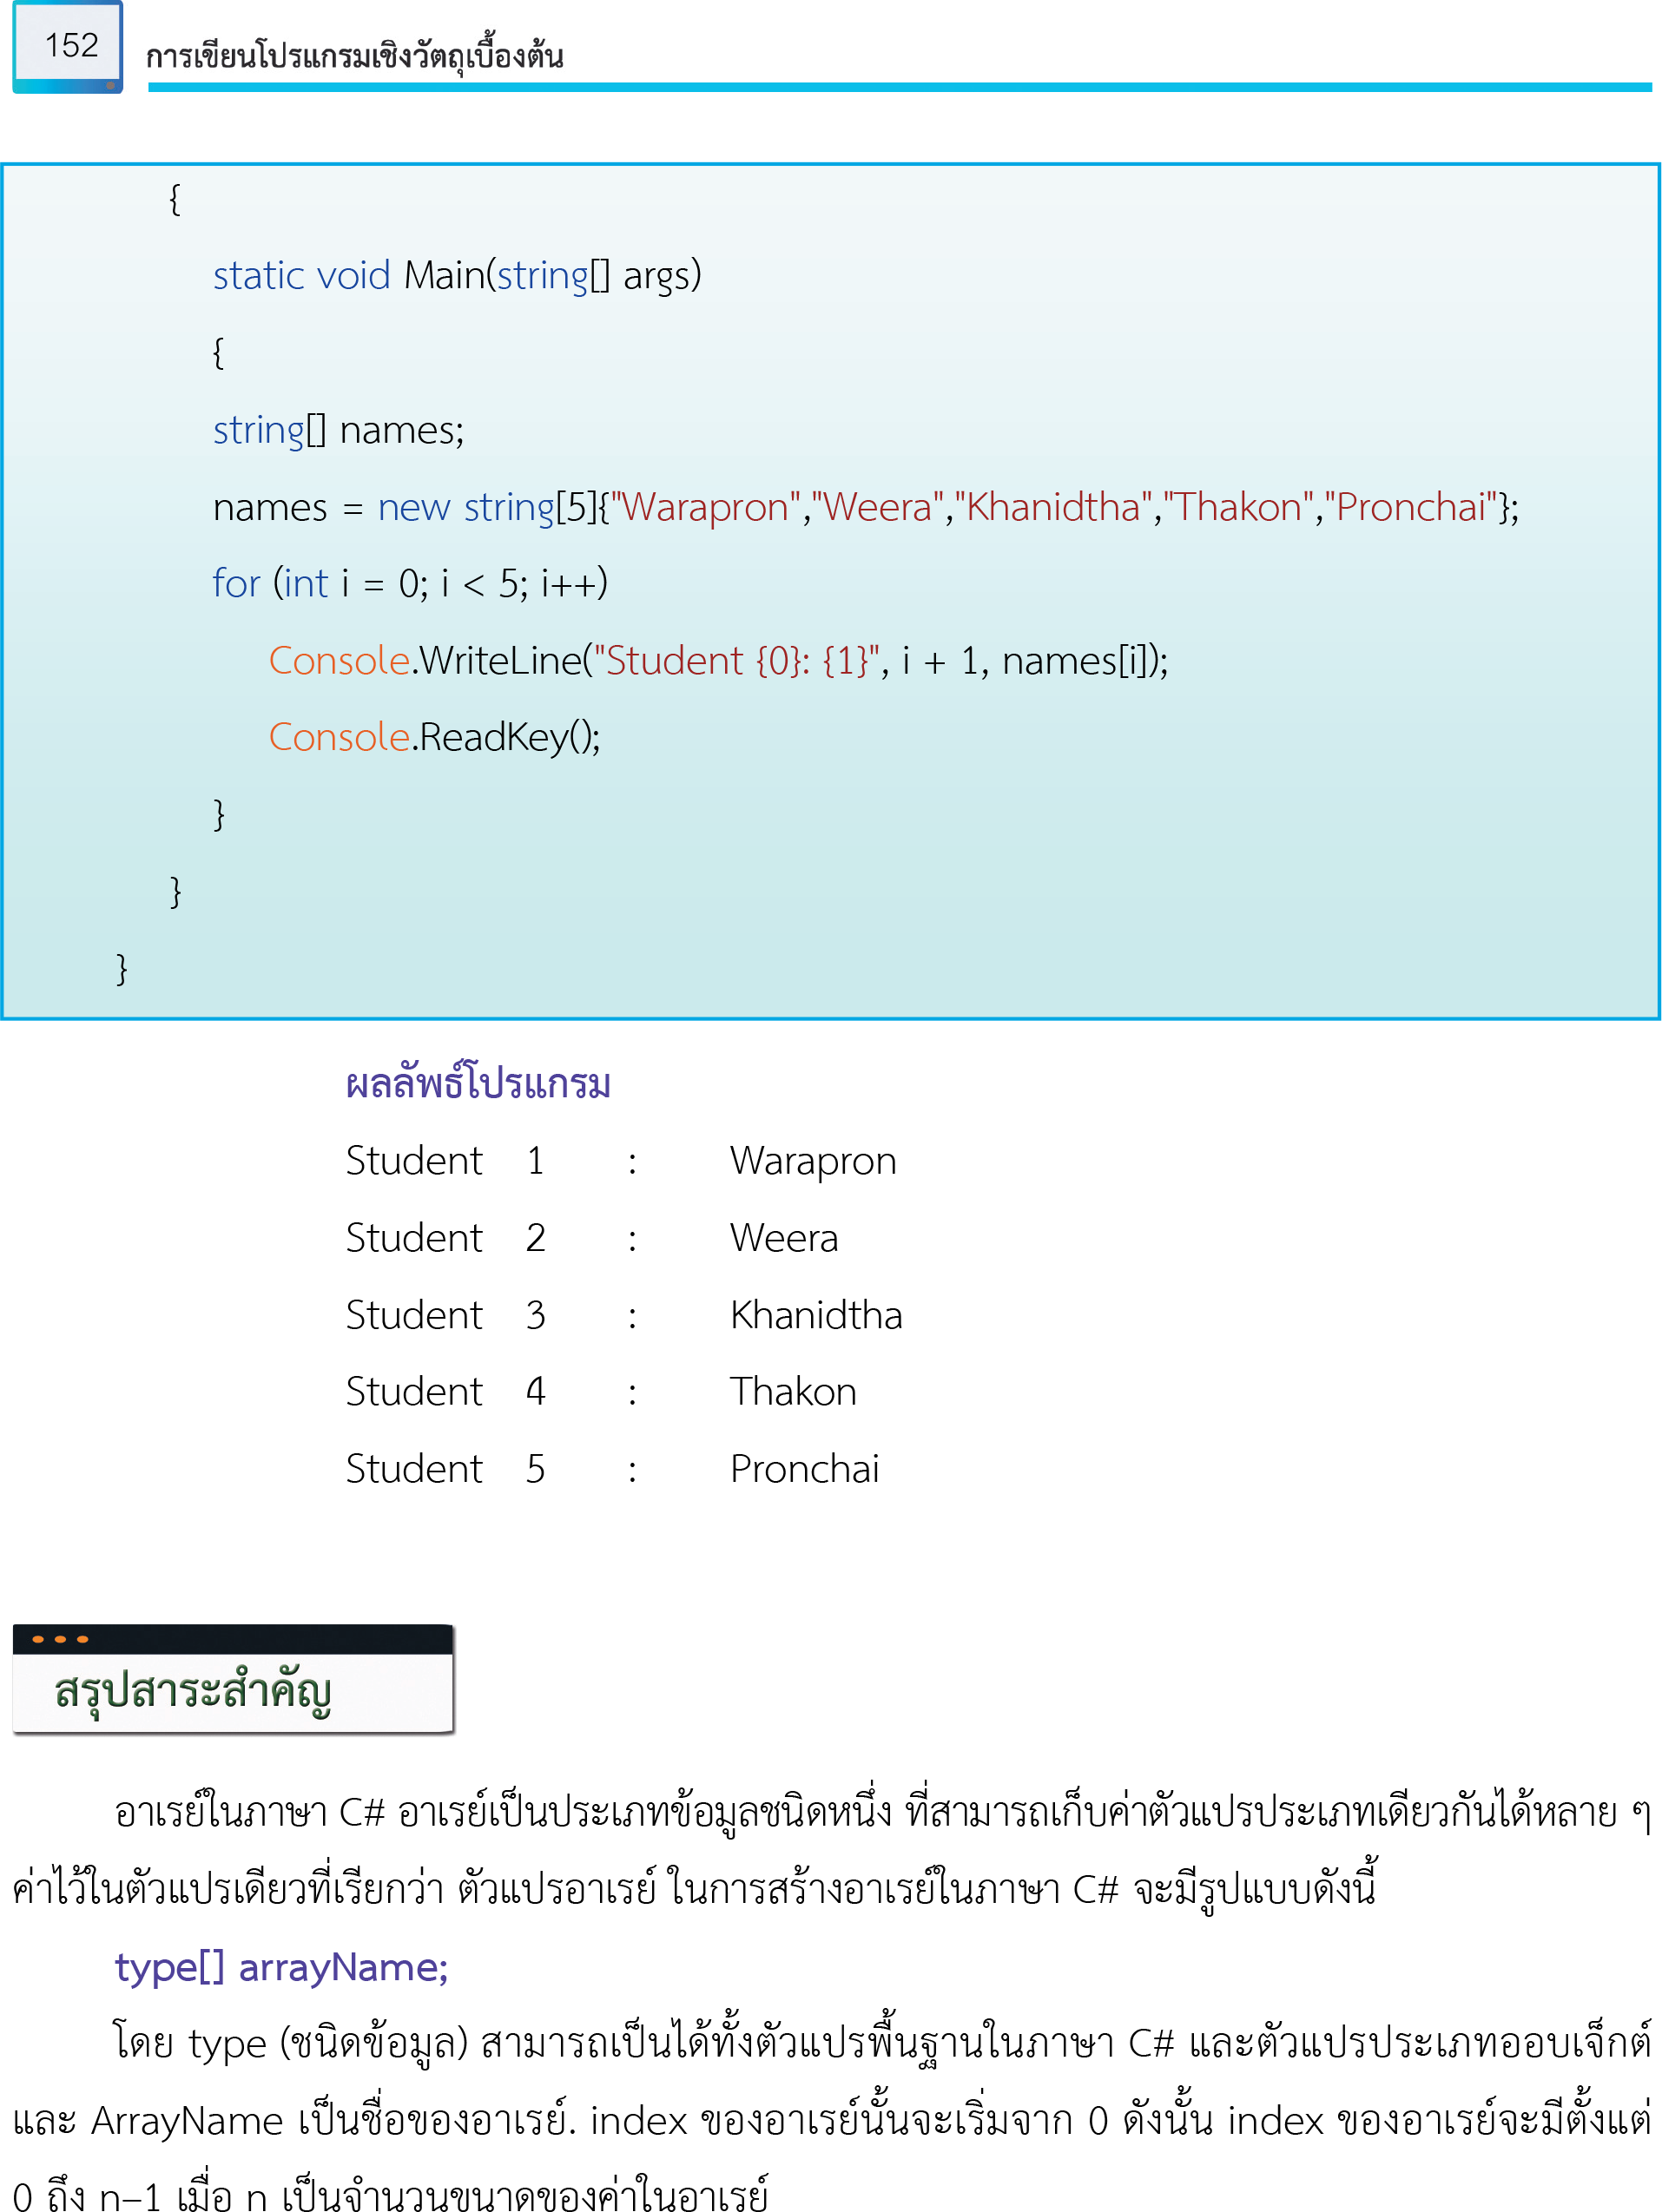 152
การเขียนโปรแกรมเชิงวัตถุเบื้องต้น
{
static void Main(string[] args)
{
string[] names;
names = new string[5]{"Warapron","Weera","Khanidtha","Thakon","Pronchai"};
for (int i = 0; i < 5; i++)
Console.WriteLine("Student {0}: {1}", i + 1, names[i]);
Console.ReadKey();
}
}
}
ผลลัพธ์โปรแกรม
Student 1 : Warapron
Student 2 : Weera
Student 3 : Khanidtha
Student 4 : Thakon
Student 5 : Pronchai
สรุปสาระสำคัญ
อาเรย์ในภาษา C# อาเรย์เป็นประเภทข้อมูลชนิดหนึ่ง ที่สามารถเก็บค่าตัวแปรประเภทเดียวกันได้หลาย ๆ
ค่าไว้ในตัวแปรเดียวที่เรียกว่า ตัวแปรอาเรย์ ในการสร้างอาเรย์ในภาษา C# จะมีรูปแบบดังนี้
type[] arrayName;
โดย type (ชนิดข้อมูล) สามารถเป็นได้ทั้งตัวแปรพื้นฐานในภาษา C# และตัวแปรประเภทออบเจ็กต์
และ ArrayName เป็นชื่อของอาเรย์. index ของอาเรย์นั้นจะเริ่มจาก 0 ดังนั้น index ของอาเรย์จะมีตั้งแต่
0 ถึง n–1 เมื่อ n เป็นจำนวนขนาดของค่าในอาเรย์